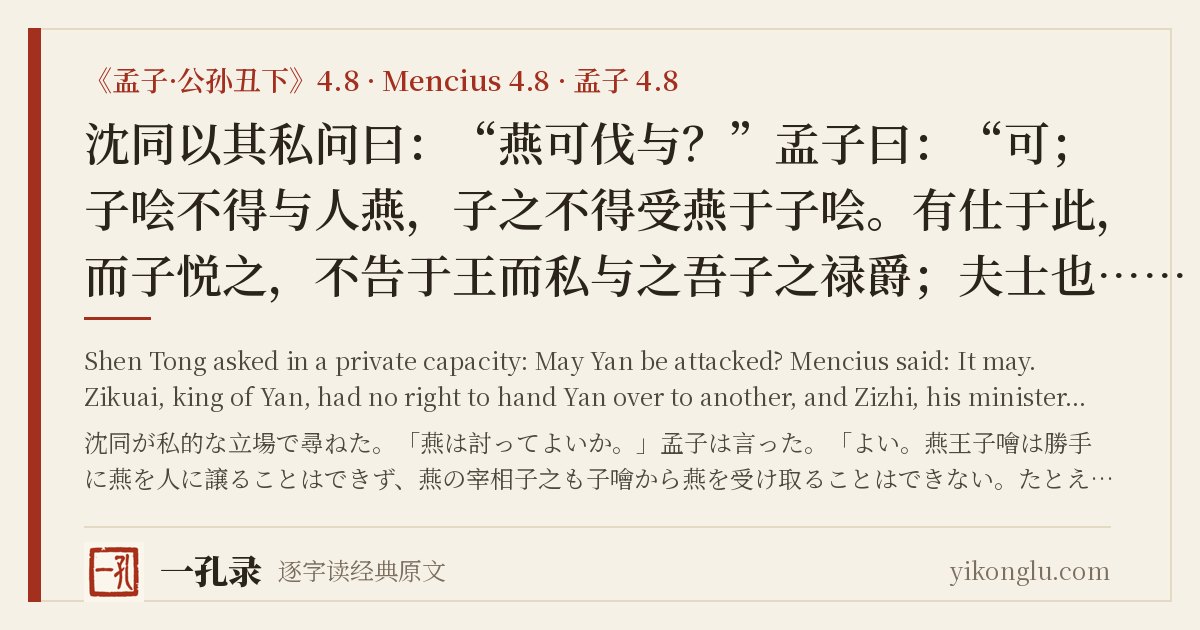 《孟子·公孙丑下》4.8 · Mencius 4.8 · 孟子 4.8
沈同以其私问曰：“燕可伐与？”孟子曰：“可；
子哙不得与人燕，子之不得受燕于子哙。有仕于此，
而子悦之，不告于王而私与之吾子之禄爵；夫士也……
Shen Tong asked in a private capacity: May Yan be attacked? Mencius said: It may.
Zikuai, king of Yan, had no right to hand Yan over to another, and Zizhi, his minister…
沈同が私的な立場で尋ねた。「燕は討ってよいか。」孟子は言った。「よい。燕王子噲は勝手
に燕を人に譲ることはできず、燕の宰相子之も子噲から燕を受け取ることはできない。たとえ…
一孔
一孔录 逐字读经典原文
yikonglu.com